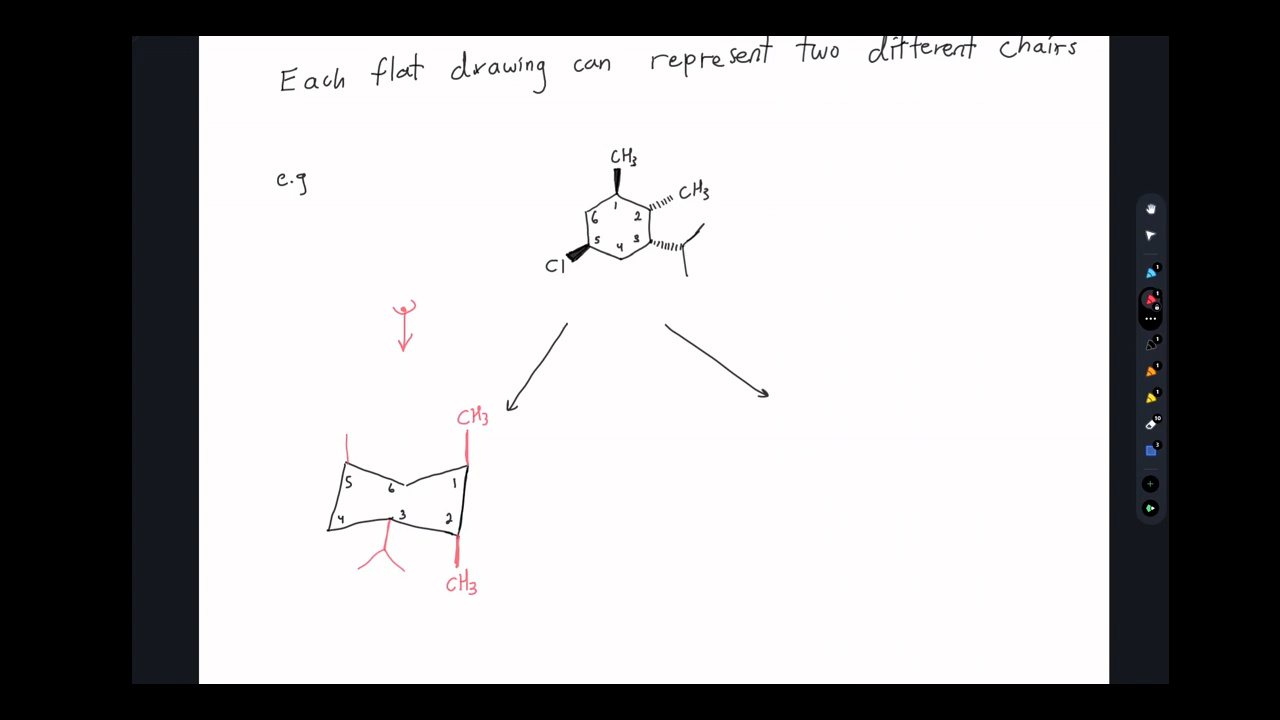 Each flat drawing can represent two different chairs
e.g
CH3
CH3
1
6 2
5 3
4
Cl
CH3
5 6 1
4 3 2
CH3